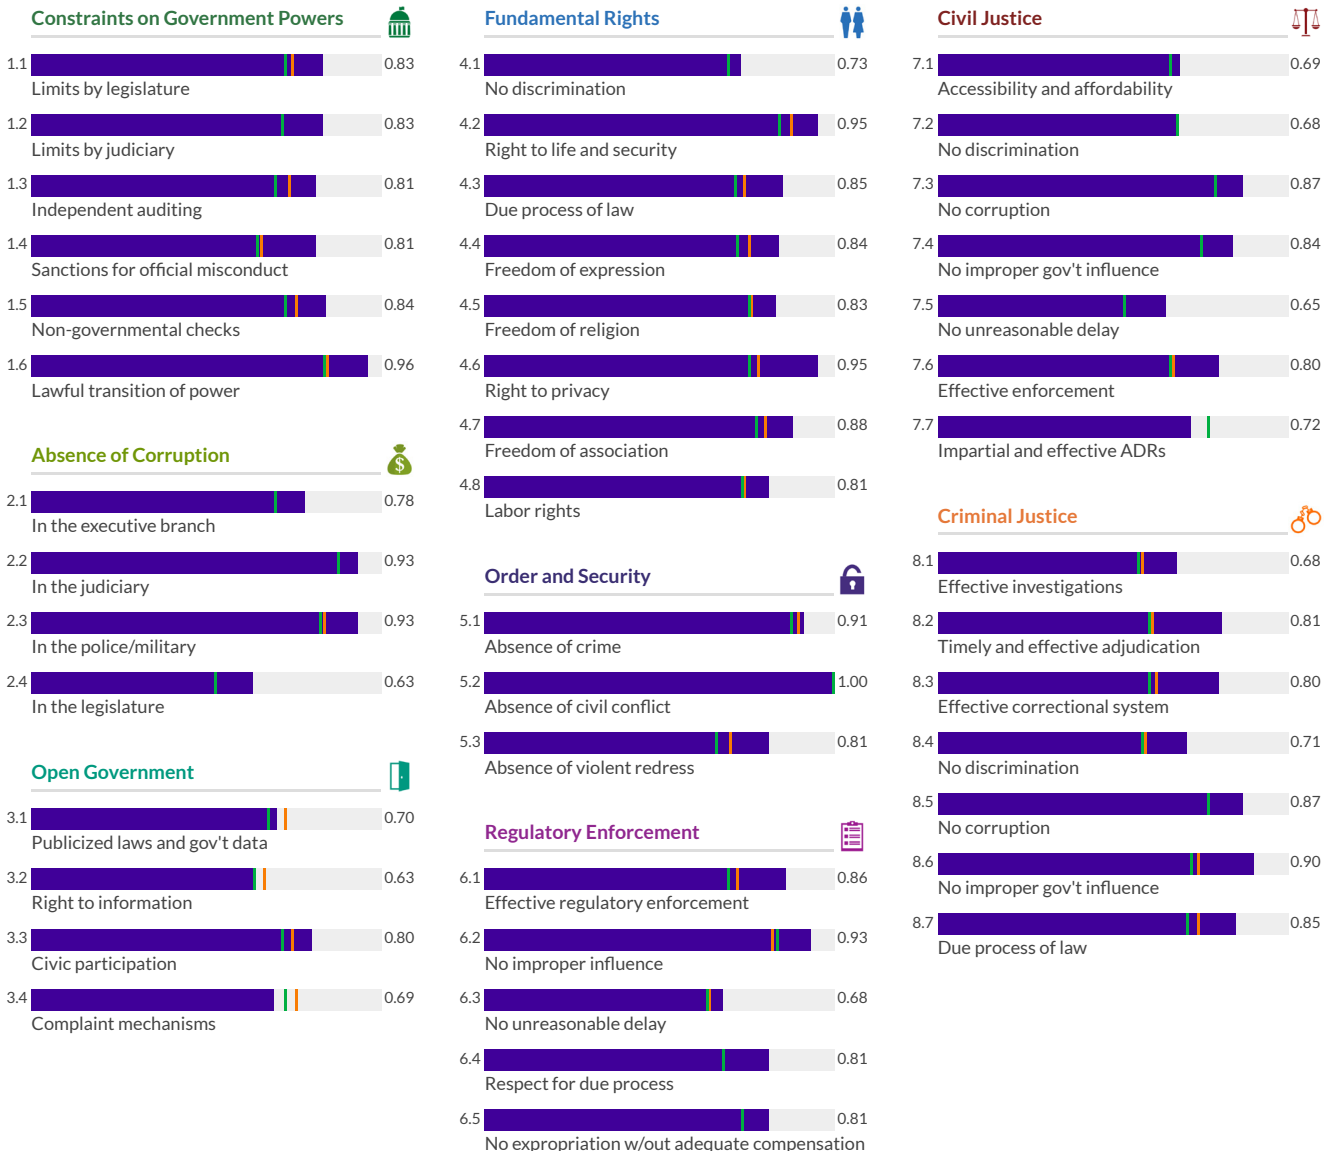 Constraints on Government Powers
1.1 0.83
Limits by legislature
1.2 0.83
Limits by judiciary
1.3 0.81
Independent auditing
1.4 0.81
Sanctions for official misconduct
1.5 0.84
Non-governmental checks
1.6 0.96
Lawful transition of power
Absence of Corruption
$
2.1 0.78
In the executive branch
2.2 0.93
In the judiciary
2.3 0.93
In the police/military
2.4 0.63
In the legislature
Open Government
3.1 0.70
Publicized laws and gov't data
3.2 0.63
Right to information
3.3 0.80
Civic participation
3.4 0.69
Complaint mechanisms
Fundamental Rights
4.1 0.73
No discrimination
4.2 0.95
Right to life and security
4.3 0.85
Due process of law
4.4 0.84
Freedom of expression
4.5 0.83
Freedom of religion
4.6 0.95
Right to privacy
4.7 0.88
Freedom of association
4.8 0.81
Labor rights
Order and Security
5.1 0.91
Absence of crime
5.2 1.00
Absence of civil conflict
5.3 0.81
Absence of violent redress
Regulatory Enforcement
6.1 0.86
Effective regulatory enforcement
6.2 0.93
No improper influence
6.3 0.68
No unreasonable delay
6.4 0.81
Respect for due process
6.5 0.81
No expropriation w/out adequate compensation
Civil Justice
7.1 0.69
Accessibility and affordability
7.2 0.68
No discrimination
7.3 0.87
No corruption
7.4 0.84
No improper gov't influence
7.5 0.65
No unreasonable delay
7.6 0.80
Effective enforcement
7.7 0.72
Impartial and effective ADRs
Criminal Justice
8.1 0.68
Effective investigations
8.2 0.81
Timely and effective adjudication
8.3 0.80
Effective correctional system
8.4 0.71
No discrimination
8.5 0.87
No corruption
8.6 0.90
No improper gov't influence
8.7 0.85
Due process of law